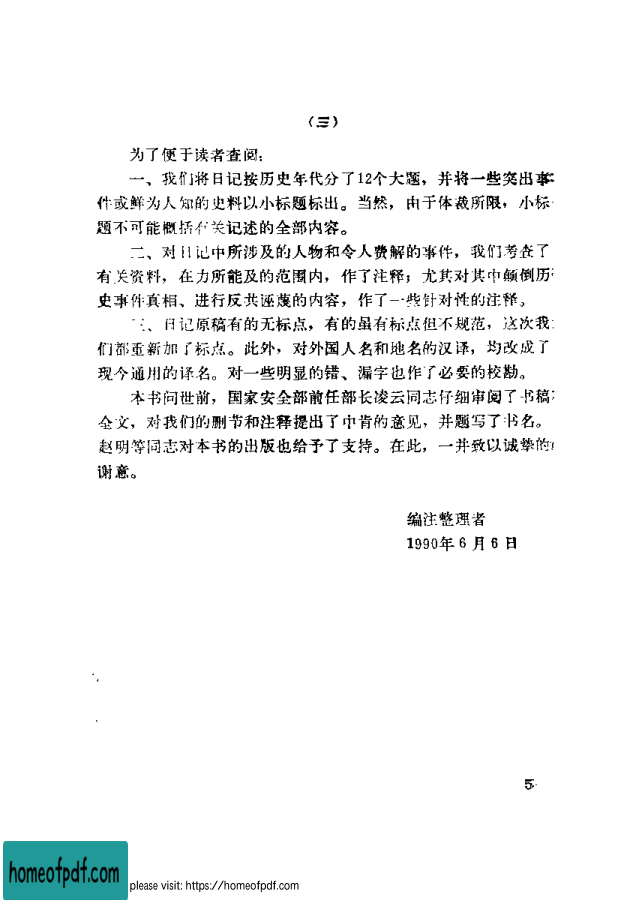 （三）
为了便于读者查阅：
一、我们将日记按历史年代分了12个大题，并将一些突出事
件或鲜为人知的史料以小标题标出。当然，由于体裁所限，小标
题不可能概括有关记述的全部内容。
二、对日记中所涉及的人物和令人费解的事件，我们考查了
有关资料，在力所能及的范围内，作了注释；尤其对其中颠倒历
史事件真相、进行反共诬蔑的内容，作了一些针对性的注释。
三、日记原稿有的无标点，有的虽有标点但不规范，这次我
们都重新加了标点。此外，对外国人名和地名的汉译，均改成了
现今通用的译名。对一些明显的错、漏字也作了必要的校勘。
本书问世前，国家安全部前任部长凌云同志仔细审阅了书稿
全文，对我们的删节和注释提出了中肯的意见，并题写了书名。
赵明等同志对本书的出版也给予了支持。在此，一并致以诚挚的
谢意。
编注整理者
1990年6月6日
5
homeofpdf.com
please visit: https://homeofpdf.com